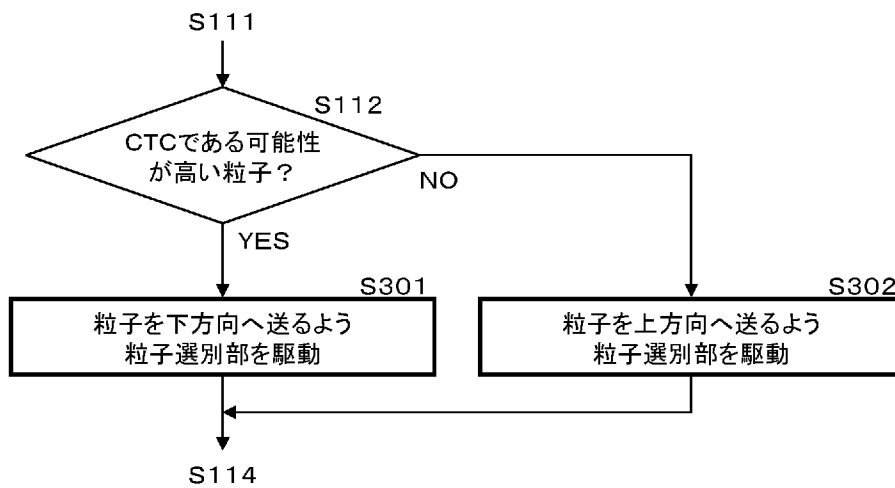 S111
S112
CTCである可能性
が高い粒子？
NO
YES
S301
S302
粒子を下方向へ送るよう
粒子選別部を駆動
粒子を上方向へ送るよう
粒子選別部を駆動
S114